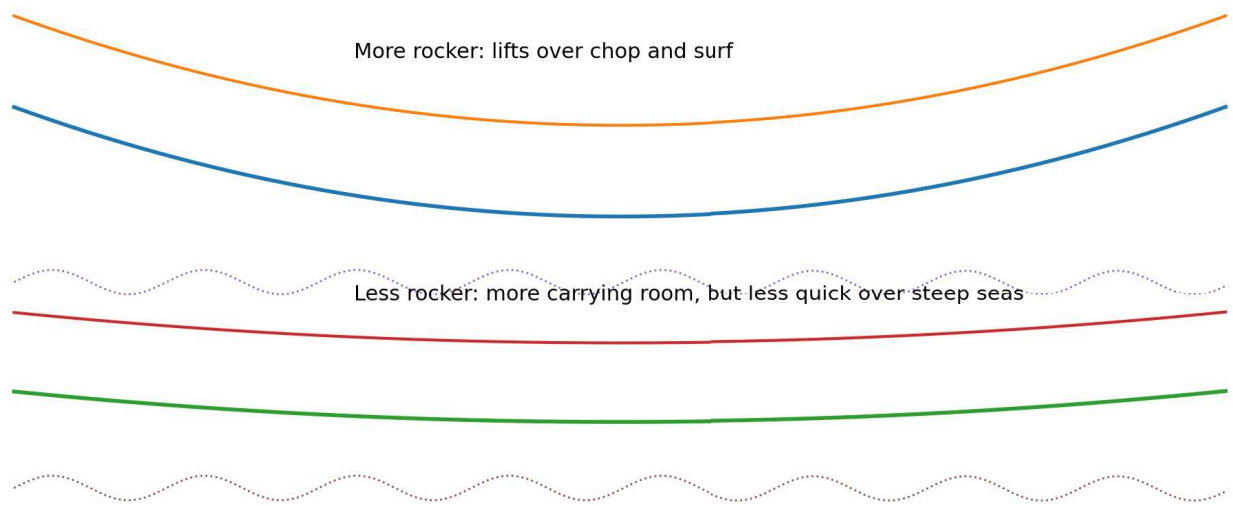 More rocker: lifts over chop and surf
Less rocker: more carrying room, but less quick over steep seas